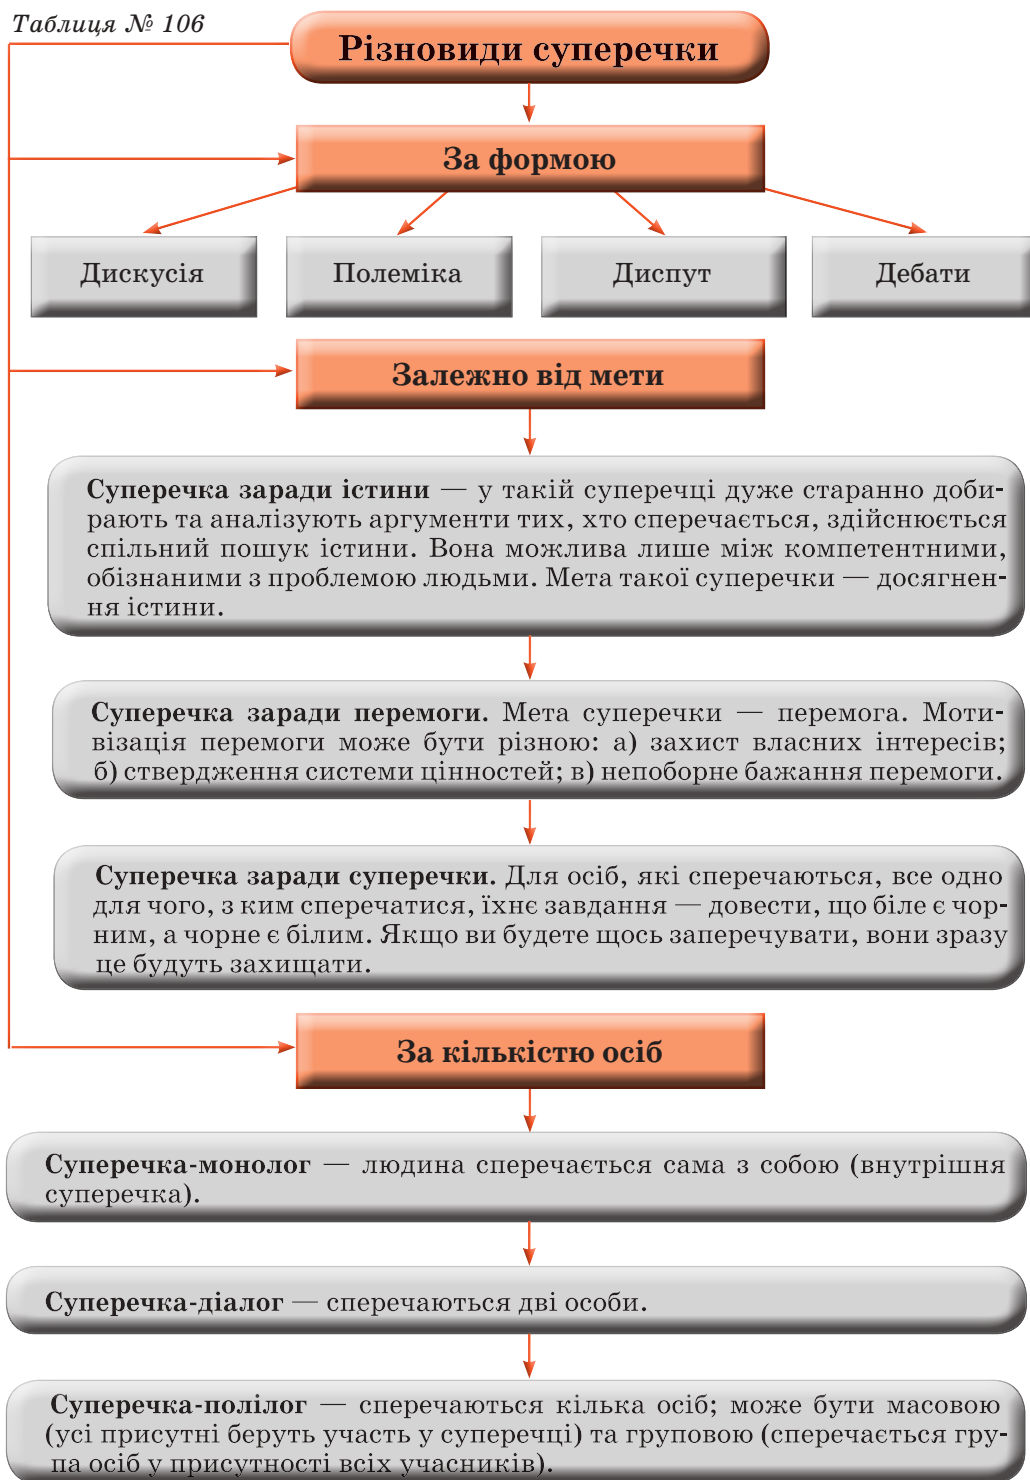 Таблиця № 106
Різновиди суперечки
За формою
Дискусія
Полеміка
Диспут
Дебати
Залежно від мети
Суперечка заради істини — у такій суперечці дуже старанно доби-
рають та аналізують аргументи тих, хто сперечається, здійснюється
спільний пошук істини. Вона можлива лише між компетентними,
обізнаними з проблемою людьми. Мета такої суперечки — досягнен-
ня істини.
Суперечка заради перемоги. Мета суперечки — перемога. Моти-
візація перемоги може бути різною: а) захист власних інтересів;
б) ствердження системи цінностей; в) непоборне бажання перемоги.
Суперечка заради суперечки. Для осіб, які сперечаються, все одно
для чого, з ким сперечатися, їхнє завдання — довести, що біле є чор-
ним, а чорне є білим. Якщо ви будете щось заперечувати, вони зразу
це будуть захищати.
За кількістю осіб
Суперечка-монолог — людина сперечається сама з собою (внутрішня
суперечка).
Суперечка-діалог — сперечаються дві особи.
Суперечка-полілог — сперечаються кілька осіб; може бути масовою
(усі присутні беруть участь у суперечці) та груповою (сперечається гру-
па осіб у присутності всіх учасників).